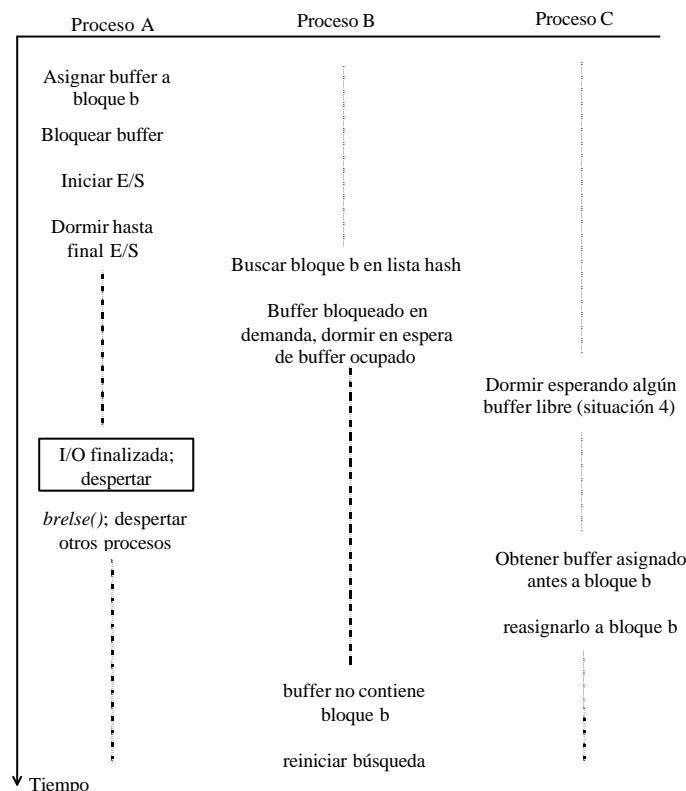 Proceso A
Proceso B
Proceso C
Asignar buffer a
bloque b
Bloquear buffer
Iniciar E/S
Dormir hasta
final E/S
Buscar bloque b en lista hash
Buffer bloqueado en
demanda, dormir en espera
de buffer ocupado
Dormir esperando algún
buffer libre (situación 4)
I/O finalizada;
despertar
brelse(); despertar
otros procesos
Obtener buffer asignado
antes a bloque b
reasignarlo a bloque b
buffer no contiene
bloque b
reiniciar búsqueda
Tiempo